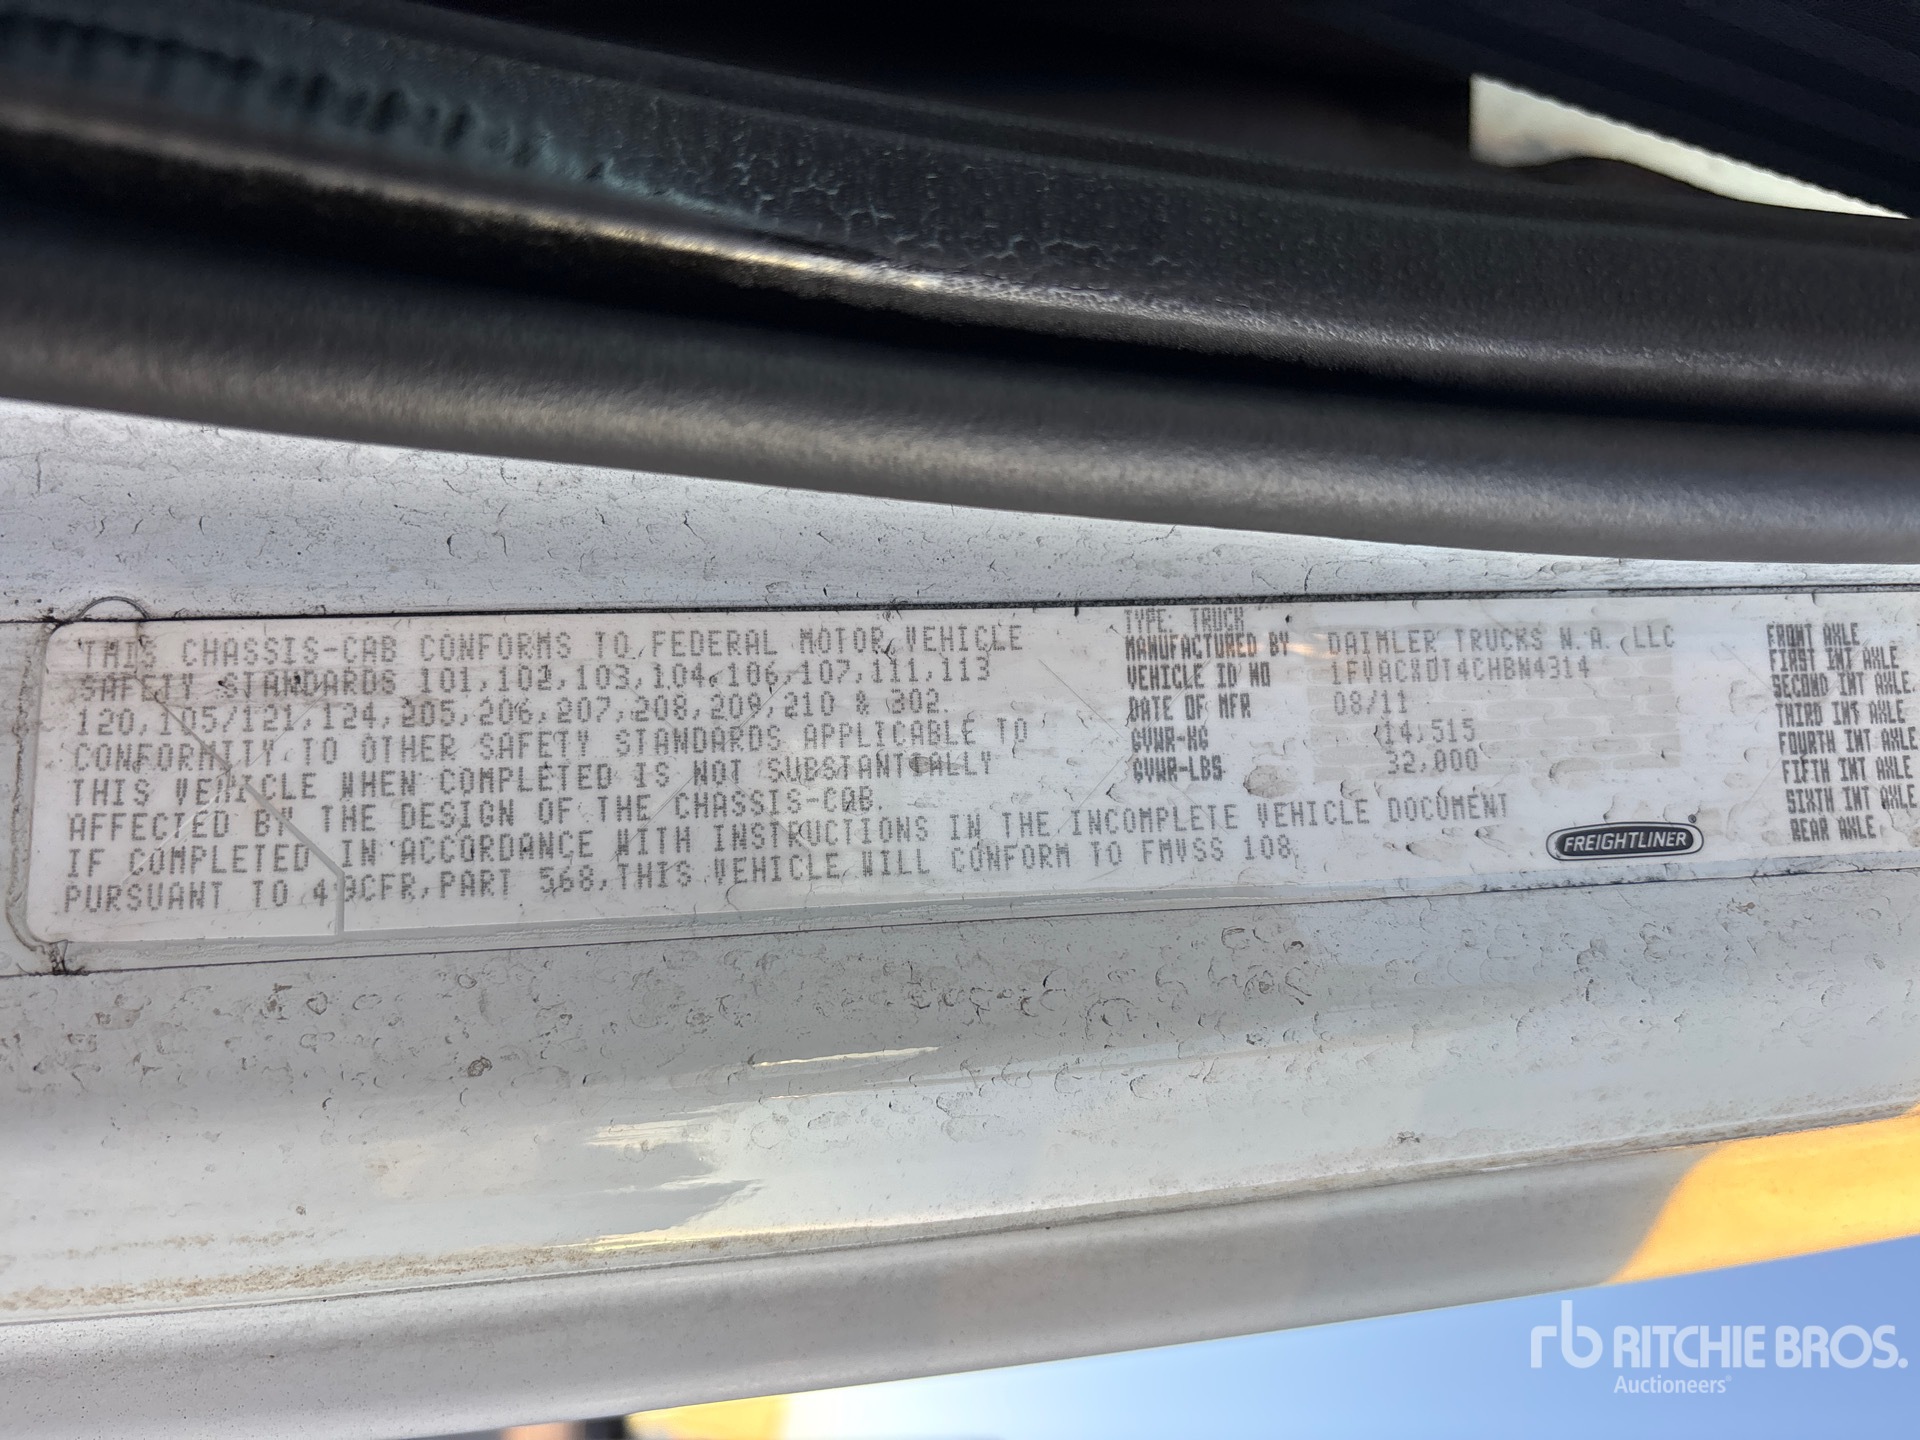 THIS CHASSIS-CAB CONFORMS TO FEDERAL MOTOR VEHICLE
SAFETY STANDARDS 101,102,103,104,106,107,111,113
120,105/121,124,205,206,207,208,209,210 & 302.
CONFORMITY TO OTHER SAFETY STANDARDS APPLICABLE TO
THIS VEHICLE WHEN COMPLETED IS NOT SUBSTANTIALLY
AFFECTED BY THE DESIGN OF THE CHASSIS-CAB.
IF COMPLETED IN ACCORDANCE WITH INSTRUCTIONS IN THE INCOMPLETE VEHICLE DOCUMENT
PURSUANT TO 49CFR,PART 568,THIS VEHICLE WILL CONFORM TO FMVSS 108.
TYPE: TRUCK
MANUFACTURED BY DAIMLER TRUCKS N.A. LLC
VEHICLE ID NO 1FVACXDT4CHBN4314
DATE OF MFR 08/11
GVWR-KG 14,515
GVWR-LBS 32,000
FREIGHTLINER®
FRONT AXLE
FIRST INT AXLE
SECOND INT AXLE
THIRD INT AXLE
FOURTH INT AXLE
FIFTH INT AXLE
SIXTH INT AXLE
REAR AXLE
rb RITCHIE BROS.
Auctioneers